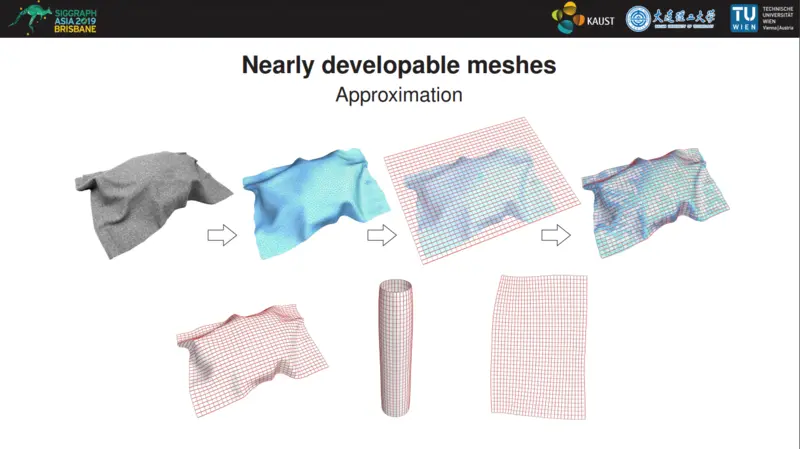 SIGGRAPH
ASIA 2019
BRISBANE
KAUST
大连理工大学
TU
WIEN
TECHNISCHE
UNIVERSITÄT
WIEN
Vienna|Austria
Nearly developable meshes
Approximation